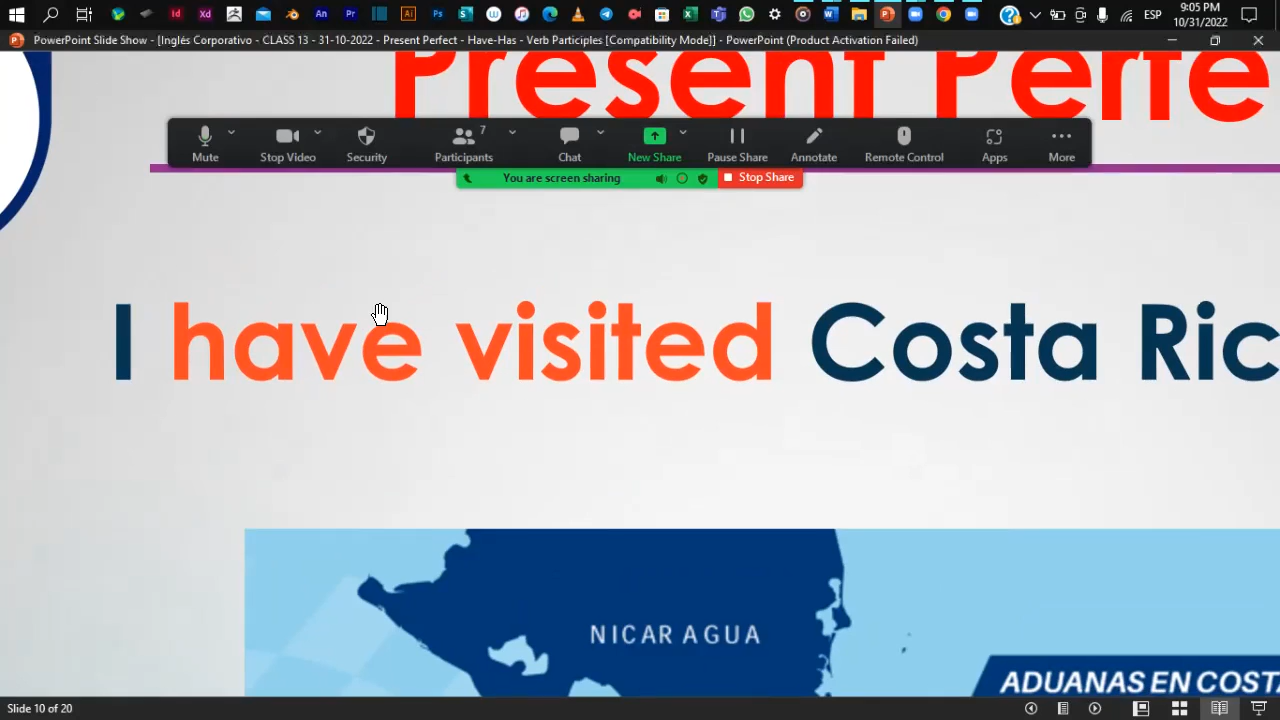 ESP
9:05 PM
10/31/2022
PowerPoint Slide Show - [Inglés Corporativo - CLASS 13 - 31-10-2022 - Present Perfect - Have-Has - Verb Participles [Compatibility Mode]] - PowerPoint (Product Activation Failed)
Present Perfe
Mute Stop Video Security Participants 7 Chat New Share Pause Share Annotate Remote Control Apps More
You are screen sharing Stop Share
I have visited Costa Ric
NICARAGUA
ADUANAS EN COSTA
Slide 10 of 20